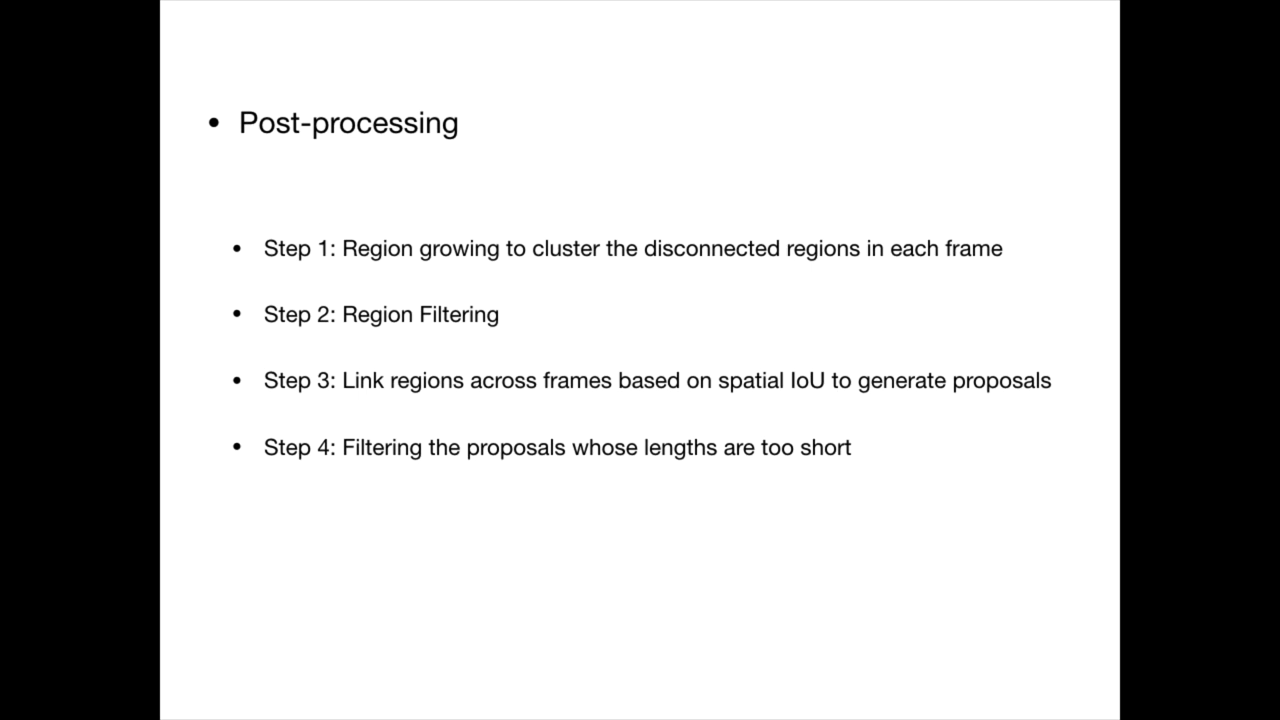 • Post-processing
• Step 1: Region growing to cluster the disconnected regions in each frame
• Step 2: Region Filtering
• Step 3: Link regions across frames based on spatial IoU to generate proposals
• Step 4: Filtering the proposals whose lengths are too short